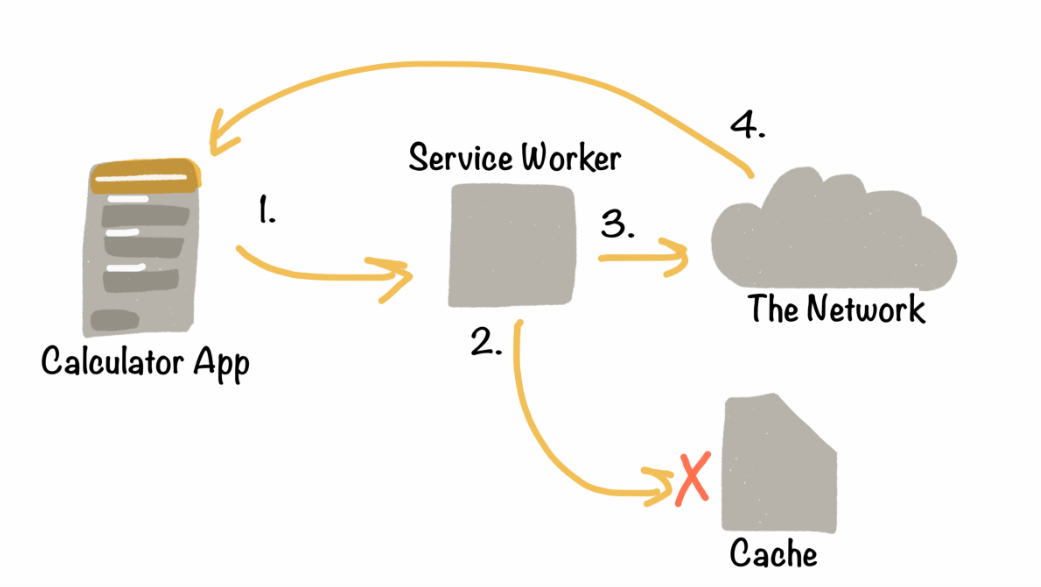 4.
Service Worker
1.
3.
The Network
2.
Calculator App
Cache